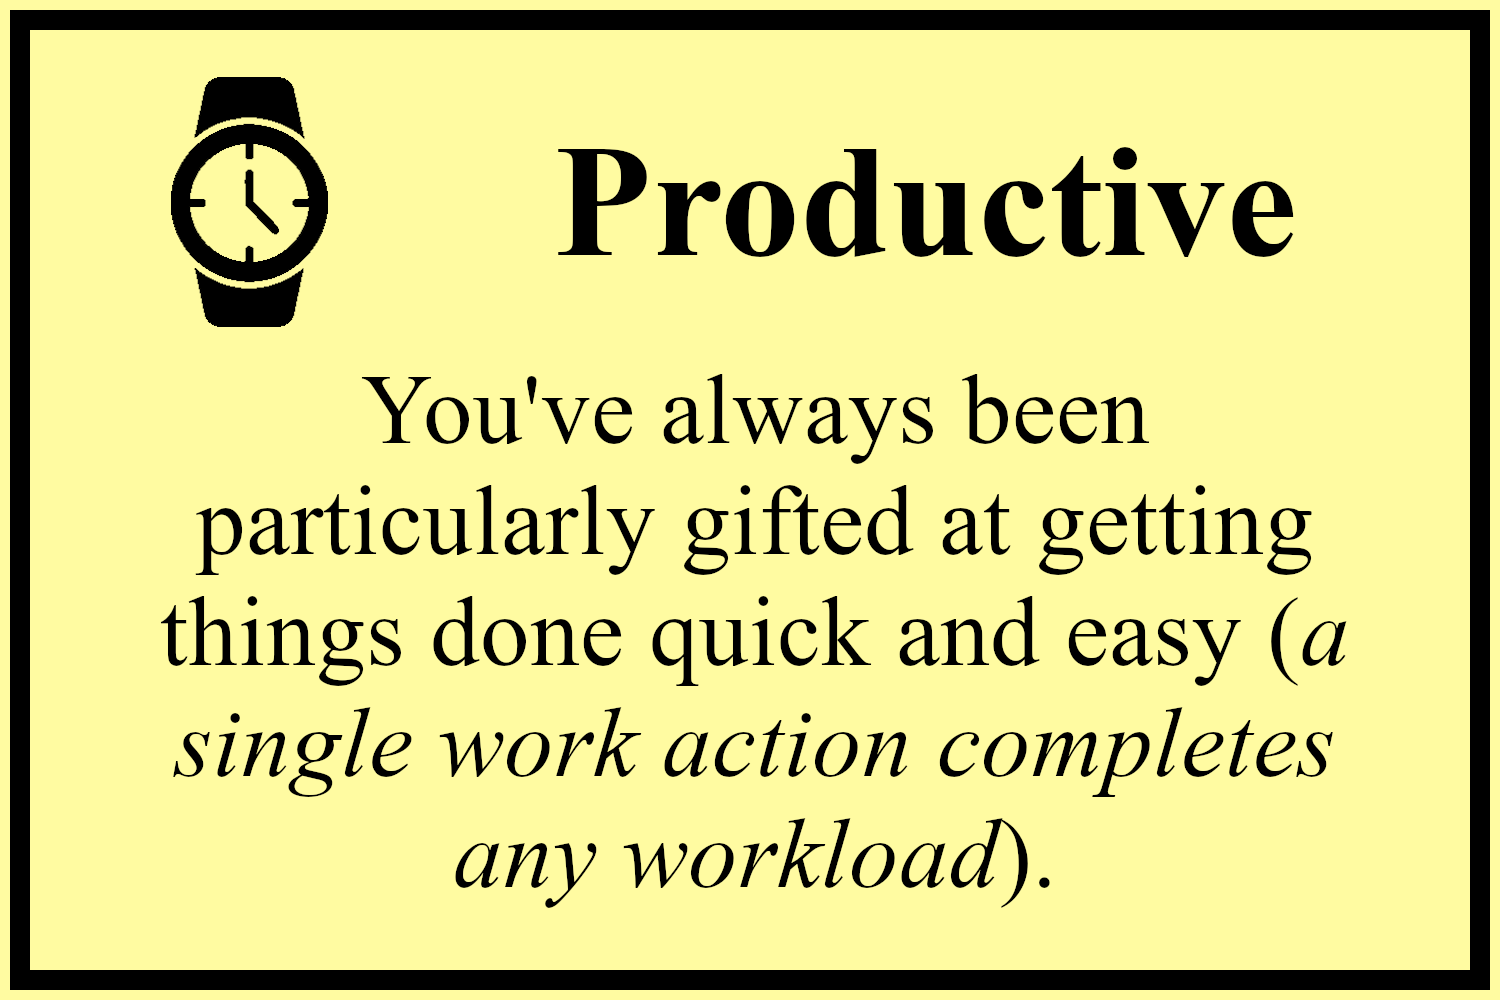 Productive
You've always been
particularly gifted at getting
things done quick and easy (a
single work action completes
any workload).